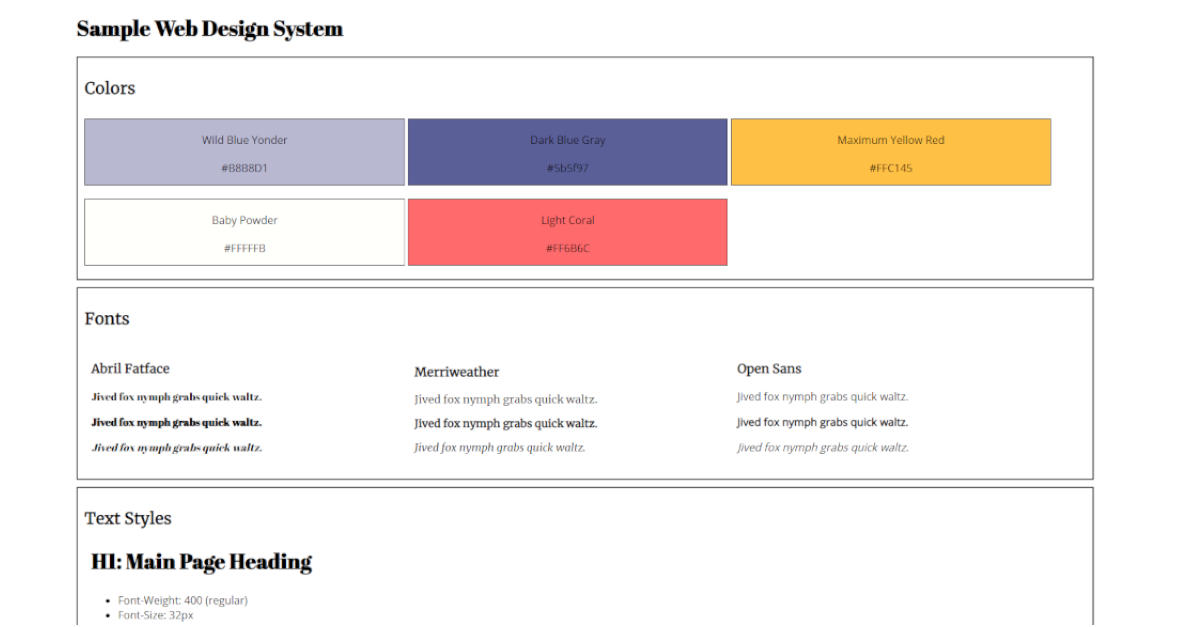 Sample Web Design System
Colors
Wild Blue Yonder
#B8B8D1
Dark Blue Gray
#5b5f97
Maximum Yellow Red
#FFC145
Baby Powder
#FFFFFB
Light Coral
#FF6B6C
Fonts
Abril Fatface
Jived fox nymph grabs quick waltz.
Jived fox nymph grabs quick waltz.
Jived fox nymph grabs quick waltz.
Merriweather
Jived fox nymph grabs quick waltz.
Jived fox nymph grabs quick waltz.
Jived fox nymph grabs quick waltz.
Open Sans
Jived fox nymph grabs quick waltz.
Jived fox nymph grabs quick waltz.
Jived fox nymph grabs quick waltz.
Text Styles
H1: Main Page Heading
• Font-Weight: 400 (regular)
• Font-Size: 32px